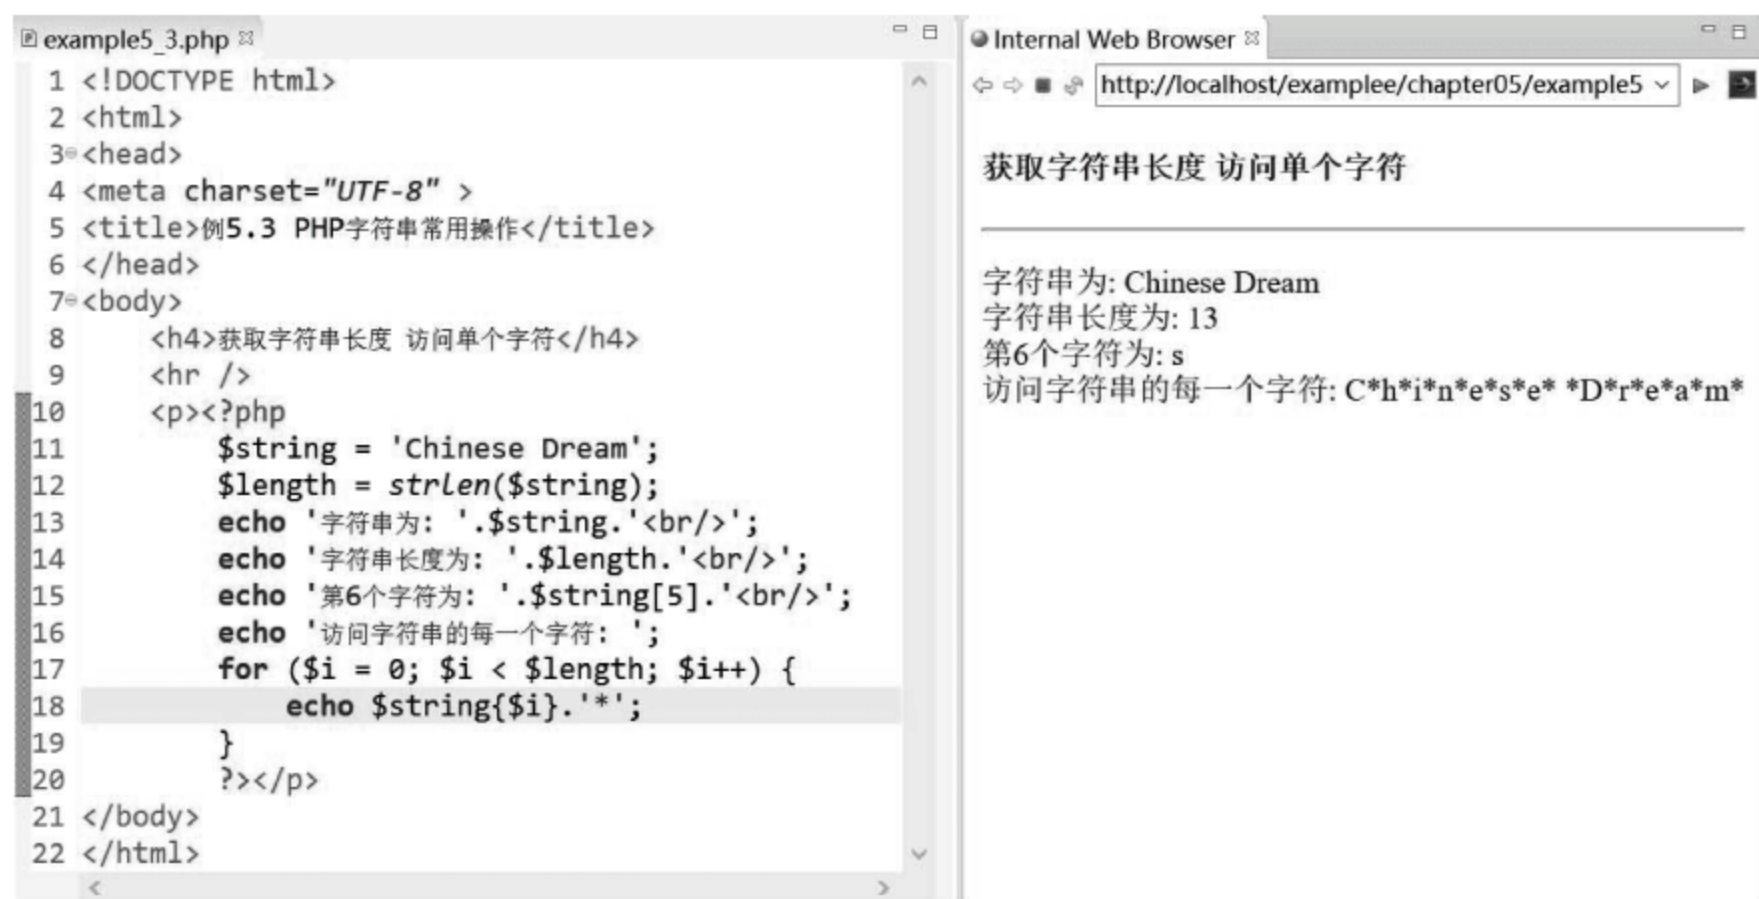 example5_3.php
1 <!DOCTYPE html>
2 <html>
3 <head>
4 <meta charset="UTF-8" >
5 <title>例5.3 PHP字符串常用操作</title>
6 </head>
7 <body>
8 <h4>获取字符串长度 访问单个字符</h4>
9 <hr />
10 <p><?php
11 $string = 'Chinese Dream';
12 $length = strlen($string);
13 echo '字符串为: '.$string.'<br/>';
14 echo '字符串长度为: '.$length.'<br/>';
15 echo '第6个字符为: '.$string[5].'<br/>';
16 echo '访问字符串的每一个字符: ';
17 for ($i = 0; $i < $length; $i++) {
18 echo $string{$i}.'*';
19 }
20 ?></p>
21 </body>
22 </html>
Internal Web Browser
http://localhost/examplee/chapter05/example5
获取字符串长度 访问单个字符
字符串为: Chinese Dream
字符串长度为: 13
第6个字符为: s
访问字符串的每一个字符: C*h*i*n*e*s*e* *D*r*e*a*m*